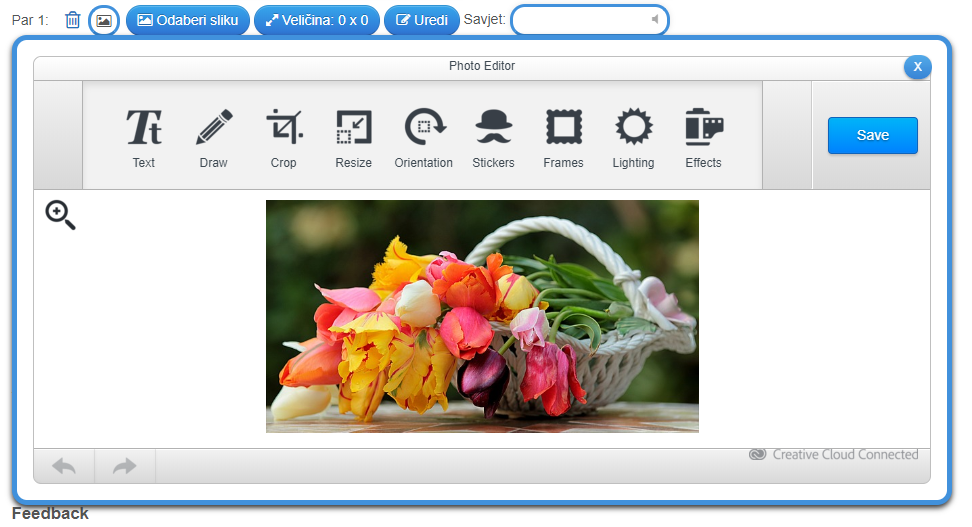 Par 1: Odaberi sliku Veličina: 0 x 0 Uredi Savjet:
Photo Editor X
Text Draw Crop Resize Orientation Stickers Frames Lighting Effects Save
Creative Cloud Connected
Feedback